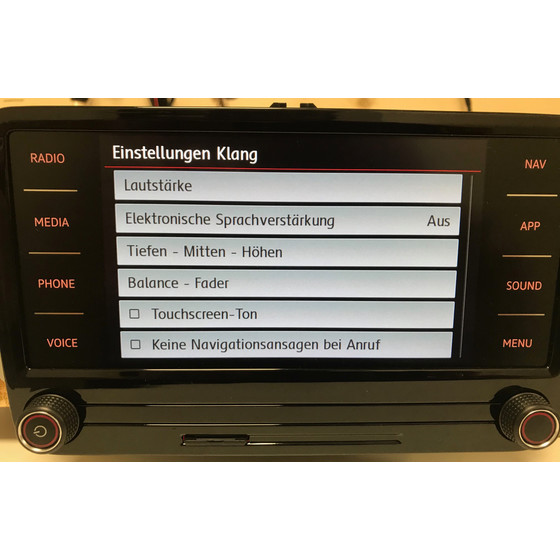 Einstellungen Klang
Lautstärke
Elektronische Sprachverstärkung Aus
Tiefen - Mitten - Höhen
Balance - Fader
Touchscreen-Ton
Keine Navigationsansagen bei Anruf
RADIO
MEDIA
PHONE
VOICE
NAV
APP
SOUND
MENU